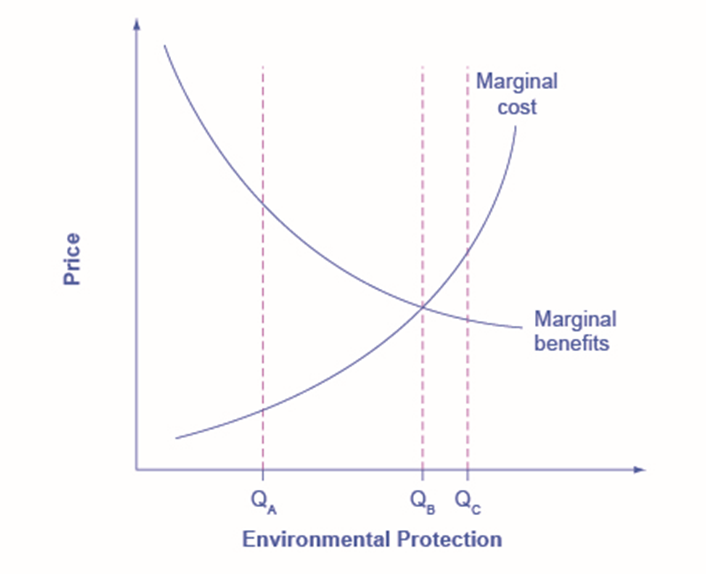 Marginal
cost
Price
Marginal
benefits
QA QB QC
Environmental Protection